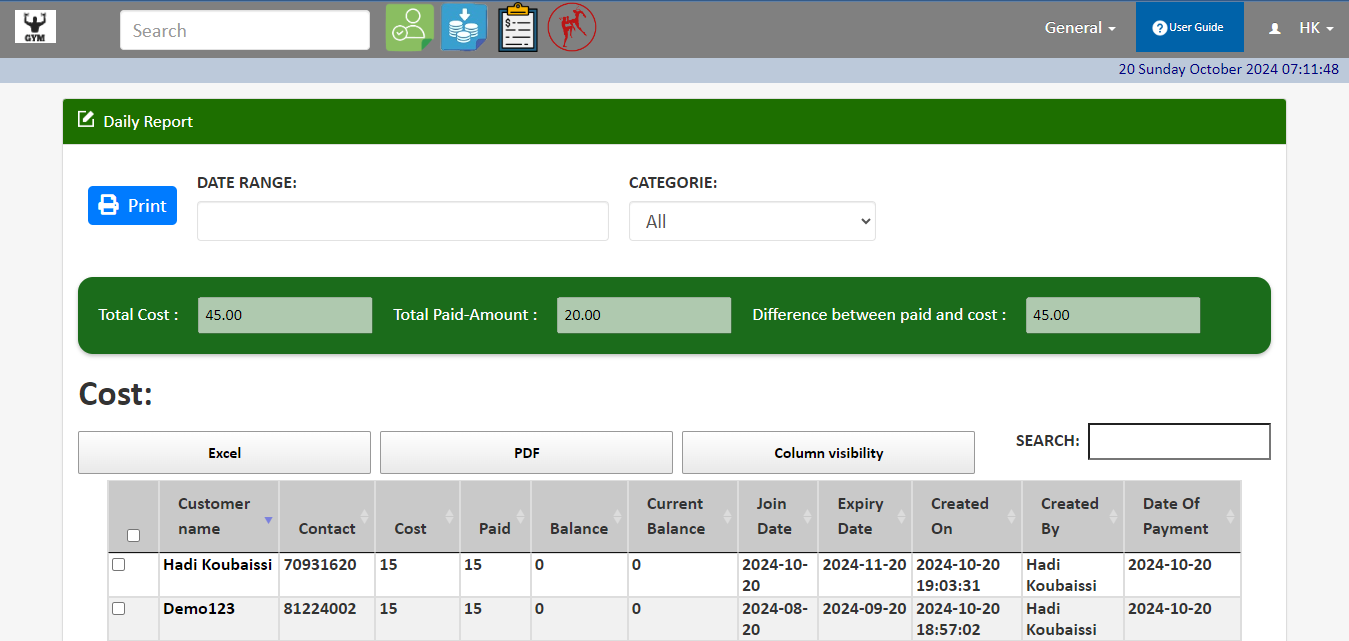 GYM
Search
General
User Guide
HK
20 Sunday October 2024 07:11:48
Daily Report
Print
DATE RANGE:
CATEGORIE:
All
Total Cost :
45.00
Total Paid-Amount :
20.00
Difference between paid and cost :
45.00
Cost:
Excel
PDF
Column visibility
SEARCH:
Customer name Contact Cost Paid Balance Current Balance Join Date Expiry Date Created On Created By Date Of Payment
Hadi Koubaissi 70931620 15 15 0 0 2024-10-20 2024-11-20 2024-10-20 19:03:31 Hadi Koubaissi 2024-10-20
Demo123 81224002 15 15 0 0 2024-08-20 2024-09-20 2024-10-20 18:57:02 Hadi Koubaissi 2024-10-20